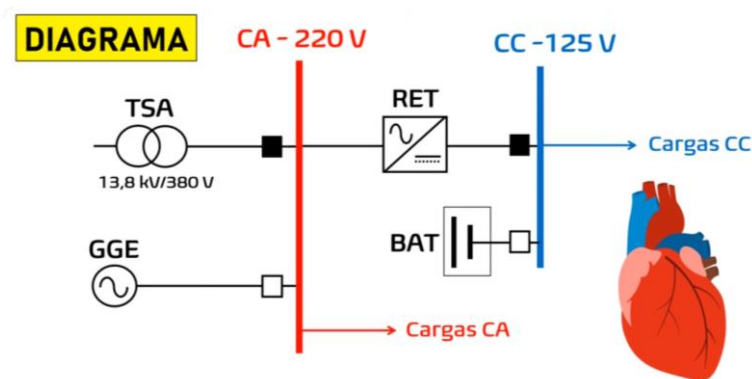 DIAGRAMA
CA - 220 V
CC -125 V
TSA
RET
13,8 kV/380 V
Cargas CC
GGE
BAT
Cargas CA